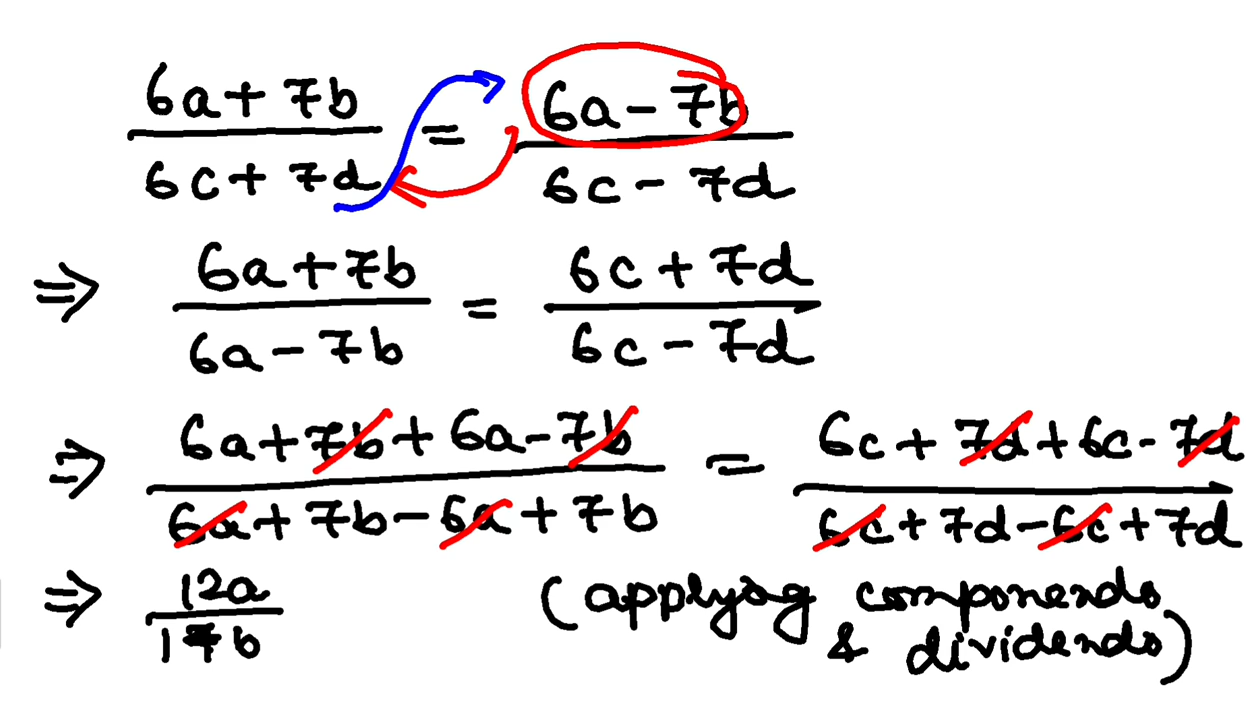 (6a + 7b)/(6c + 7d) = (6a - 7b)/(6c - 7d)
⇒ (6a + 7b)/(6a - 7b) = (6c + 7d)/(6c - 7d)
⇒ (6a + 7b + 6a - 7b)/(6a + 7b - 6a + 7b) = (6c + 7d + 6c - 7d)/(6c + 7d - 6c + 7d)
⇒ 12a/ b (applying componendo
& dividendo)